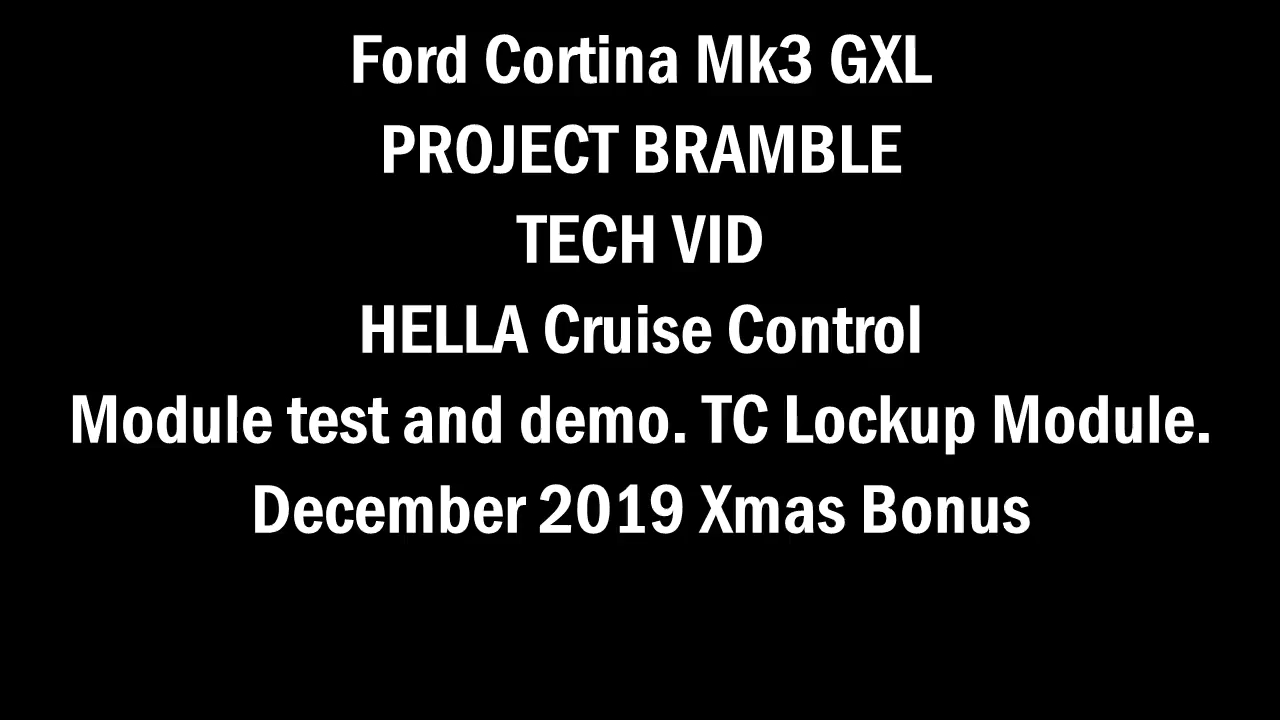 Ford Cortina Mk3 GXL
PROJECT BRAMBLE
TECH VID
HELLA Cruise Control
Module test and demo. TC Lockup Module.
December 2019 Xmas Bonus